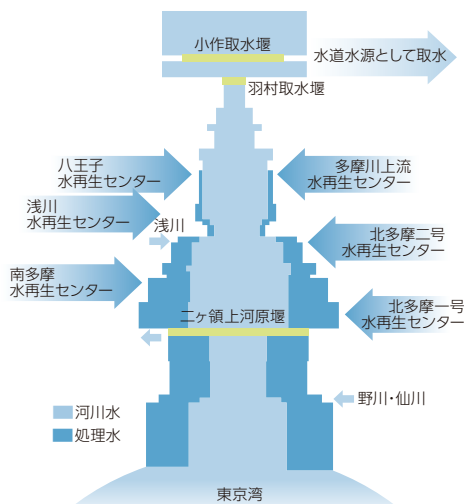 小作取水堰
水道水源として取水
羽村取水堰
八王子
水再生センター
多摩川上流
水再生センター
浅川
水再生センター
浅川
北多摩二号
水再生センター
南多摩
水再生センター
北多摩一号
水再生センター
二ヶ領上河原堰
野川・仙川
河川水
処理水
東京湾